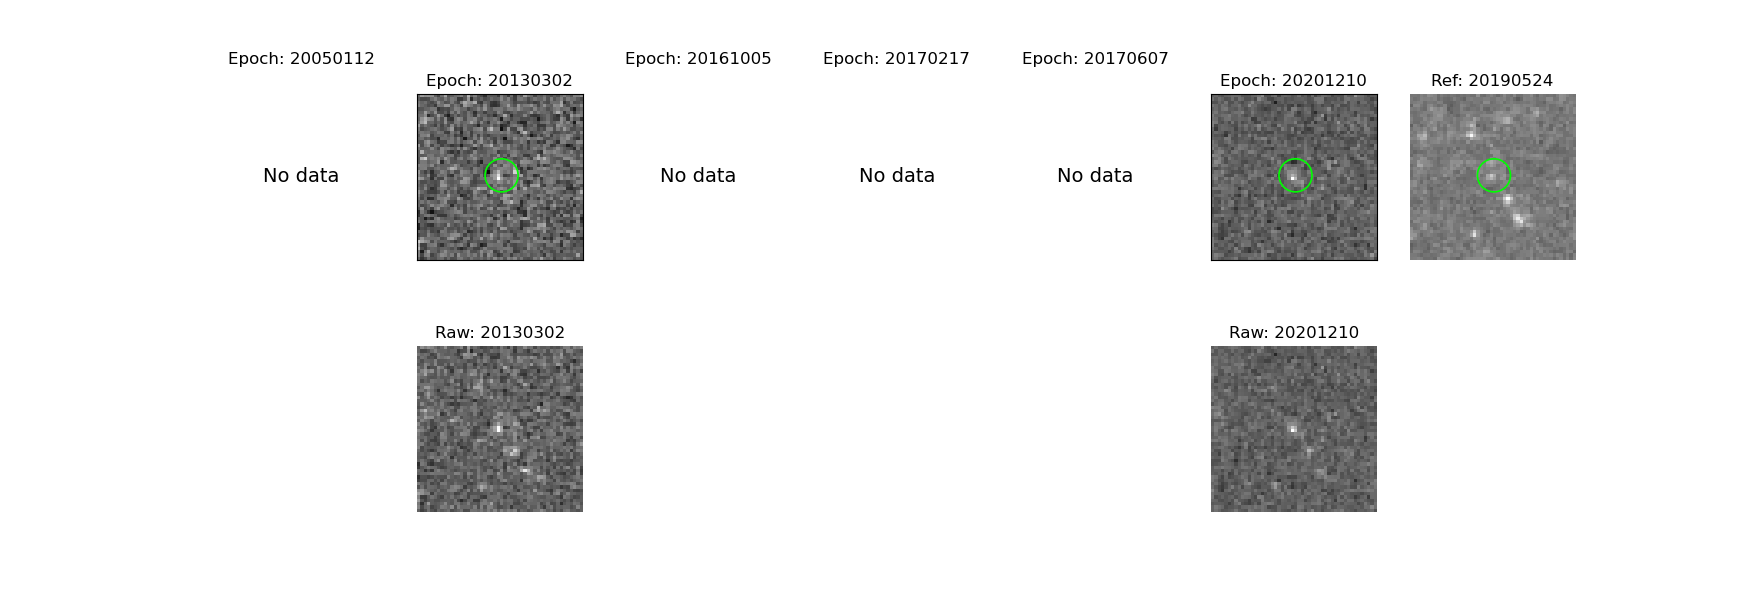 Epoch: 20050112
Epoch: 20130302
Epoch: 20161005
Epoch: 20170217
Epoch: 20170607
Epoch: 20201210
Ref: 20190524
No data
No data
No data
No data
Raw: 20130302
Raw: 20201210